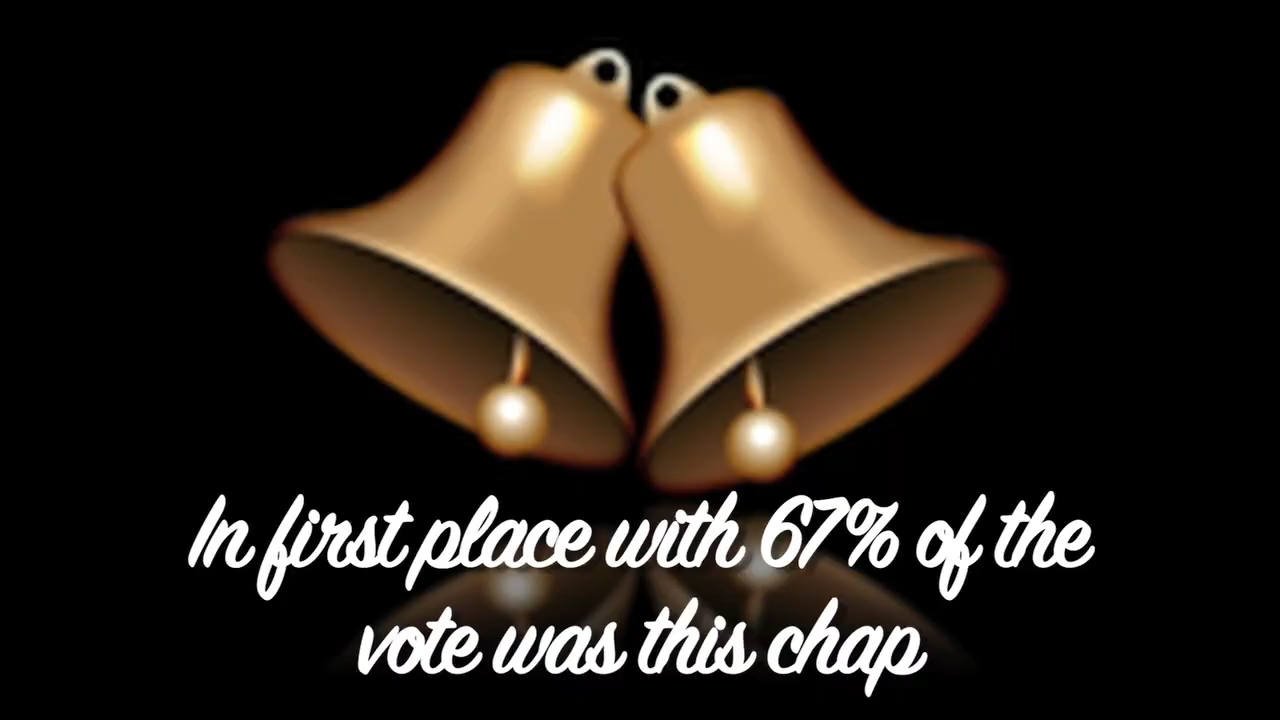 In first place with 67% of the
vote was this chap